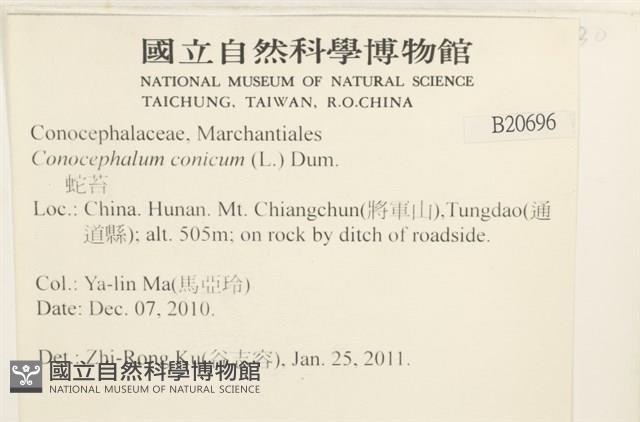 國立自然科學博物館
NATIONAL MUSEUM OF NATURAL SCIENCE
TAICHUNG, TAIWAN, R.O.CHINA
B20696
Conocephalaceae, Marchantiales
Conocephalum conicum (L.) Dum.
蛇苔
Loc.: China. Hunan. Mt. Chiangchun(將軍山),Tungdao(通
道縣); alt. 505m; on rock by ditch of roadside.
Col.: Ya-lin Ma(馬亞玲)
Date: Dec. 07, 2010.
Det.: Zhi-Rong Ku(谷志容), Jan. 25, 2011.
國立自然科學博物館
NATIONAL MUSEUM OF NATURAL SCIENCE